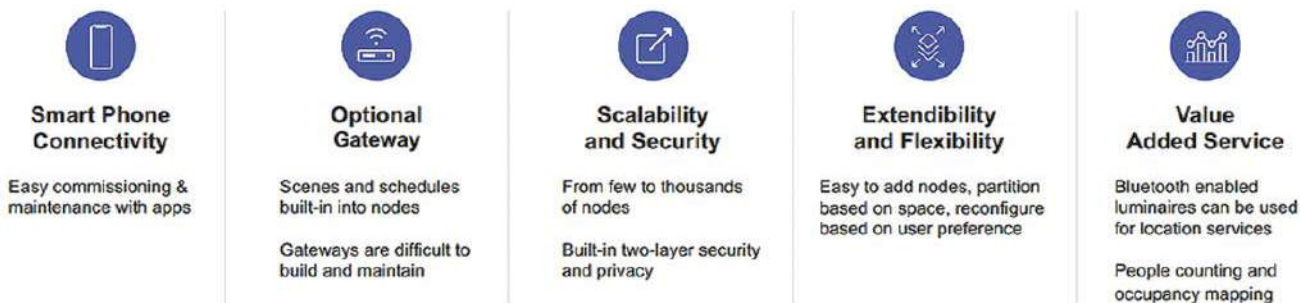 Smart Phone
Connectivity
Easy commissioning &
maintenance with apps
Optional
Gateway
Scenes and schedules
built-in into nodes
Gateways are difficult to
build and maintain
Scalability
and Security
From few to thousands
of nodes
Built-in two-layer security
and privacy
Extendibility
and Flexibility
Easy to add nodes, partition
based on space, reconfigure
based on user preference
Value
Added Service
Bluetooth enabled
luminaires can be used
for location services
People counting and
occupancy mapping